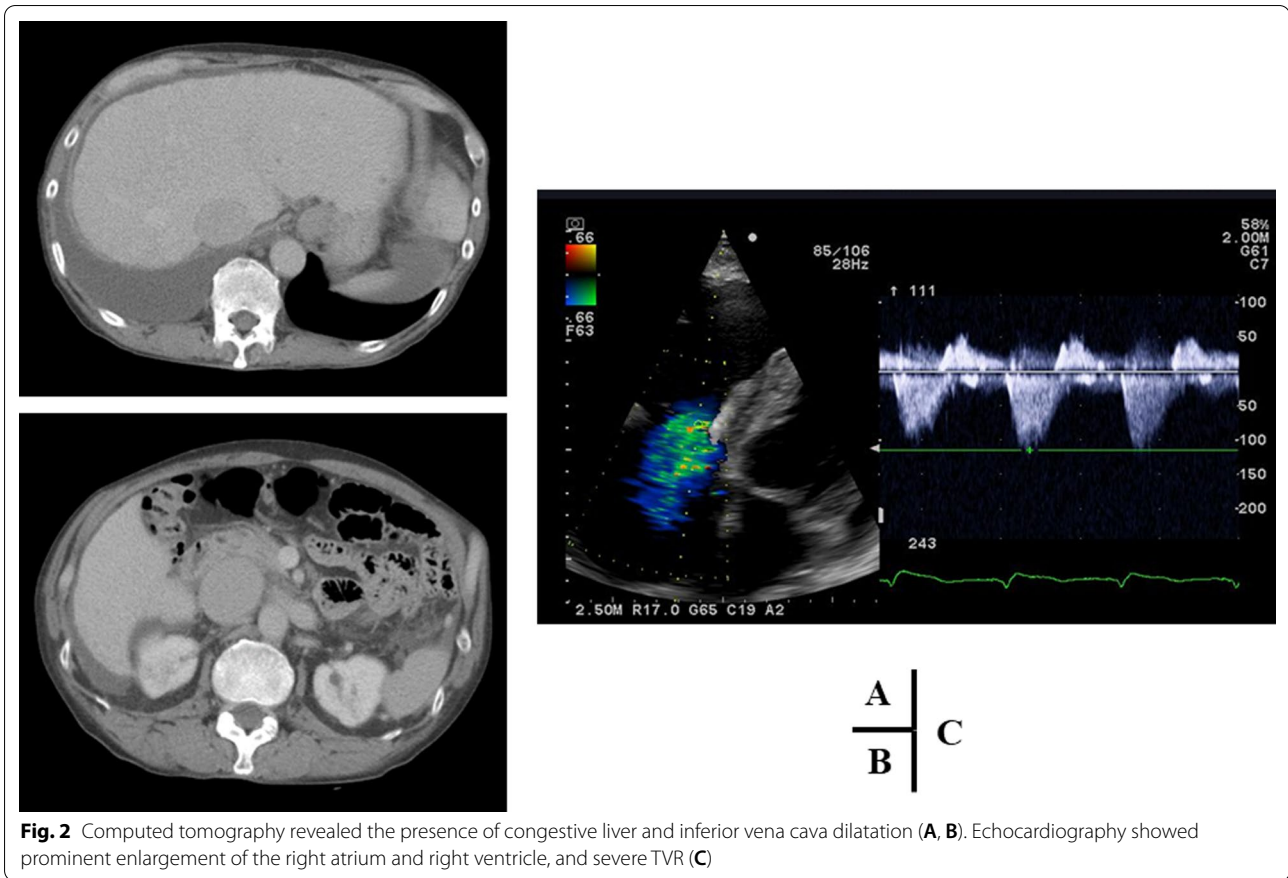 .66
.66
F63
85/106
28Hz
58%
2.00M
G61
C7
↑ 111
-100
-50
-50
-100
-150
-200
243
2.50M R17.0 G65 C19 A2
A
B
C
Fig. 2 Computed tomography revealed the presence of congestive liver and inferior vena cava dilatation (A, B). Echocardiography showed
prominent enlargement of the right atrium and right ventricle, and severe TVR (C)